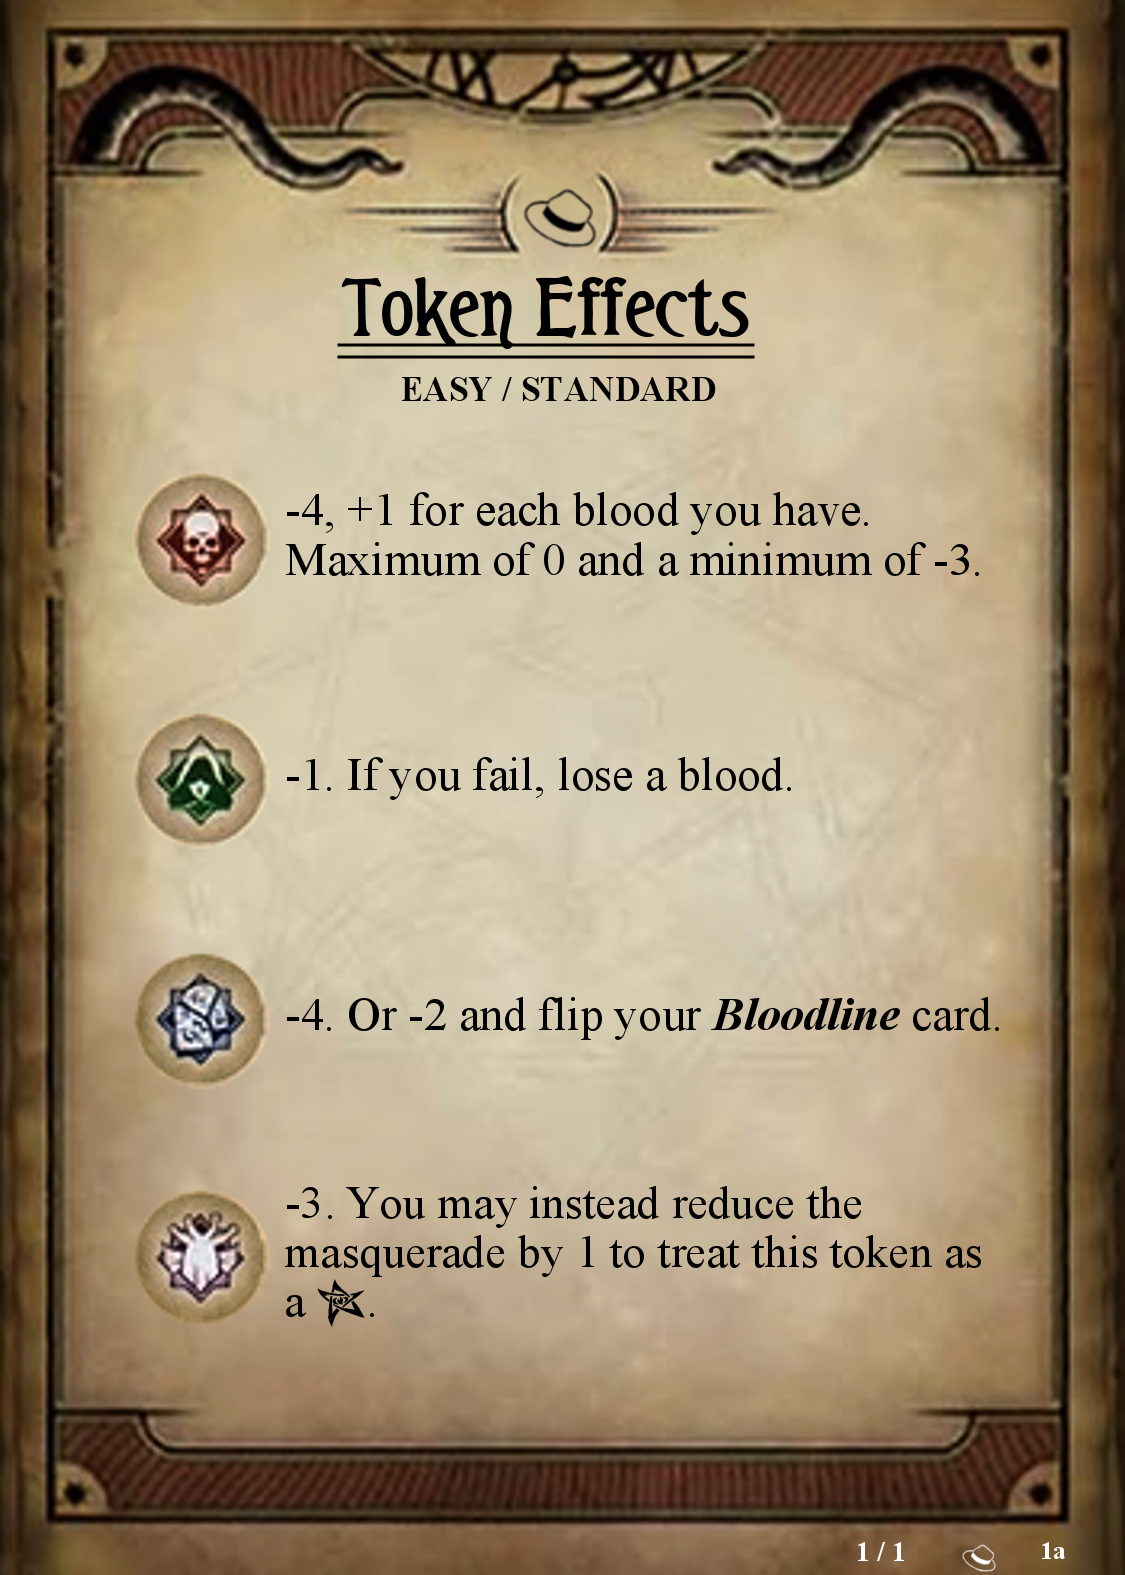 Token Effects
EASY / STANDARD
-4, +1 for each blood you have.
Maximum of 0 and a minimum of -3.
-1. If you fail, lose a blood.
-4. Or -2 and flip your Bloodline card.
-3. You may instead reduce the
masquerade by 1 to treat this token as
a .
1 / 1
1a